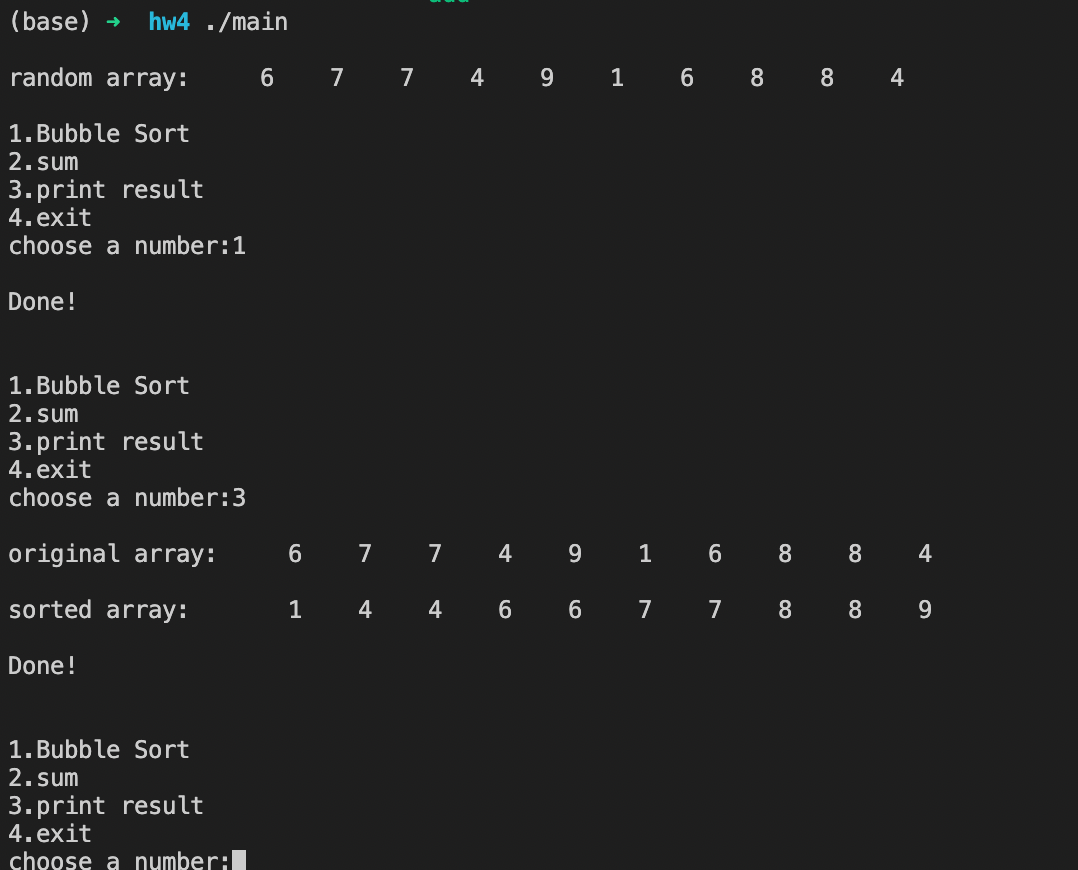 (base) ➜  hw4 ./main
random array:     6    7    7    4    9    1    6    8    8    4
1.Bubble Sort
2.sum
3.print result
4.exit
choose a number:1
Done!
1.Bubble Sort
2.sum
3.print result
4.exit
choose a number:3
original array:     6    7    7    4    9    1    6    8    8    4
sorted array:       1    4    4    6    6    7    7    8    8    9
Done!
1.Bubble Sort
2.sum
3.print result
4.exit
choose a number: